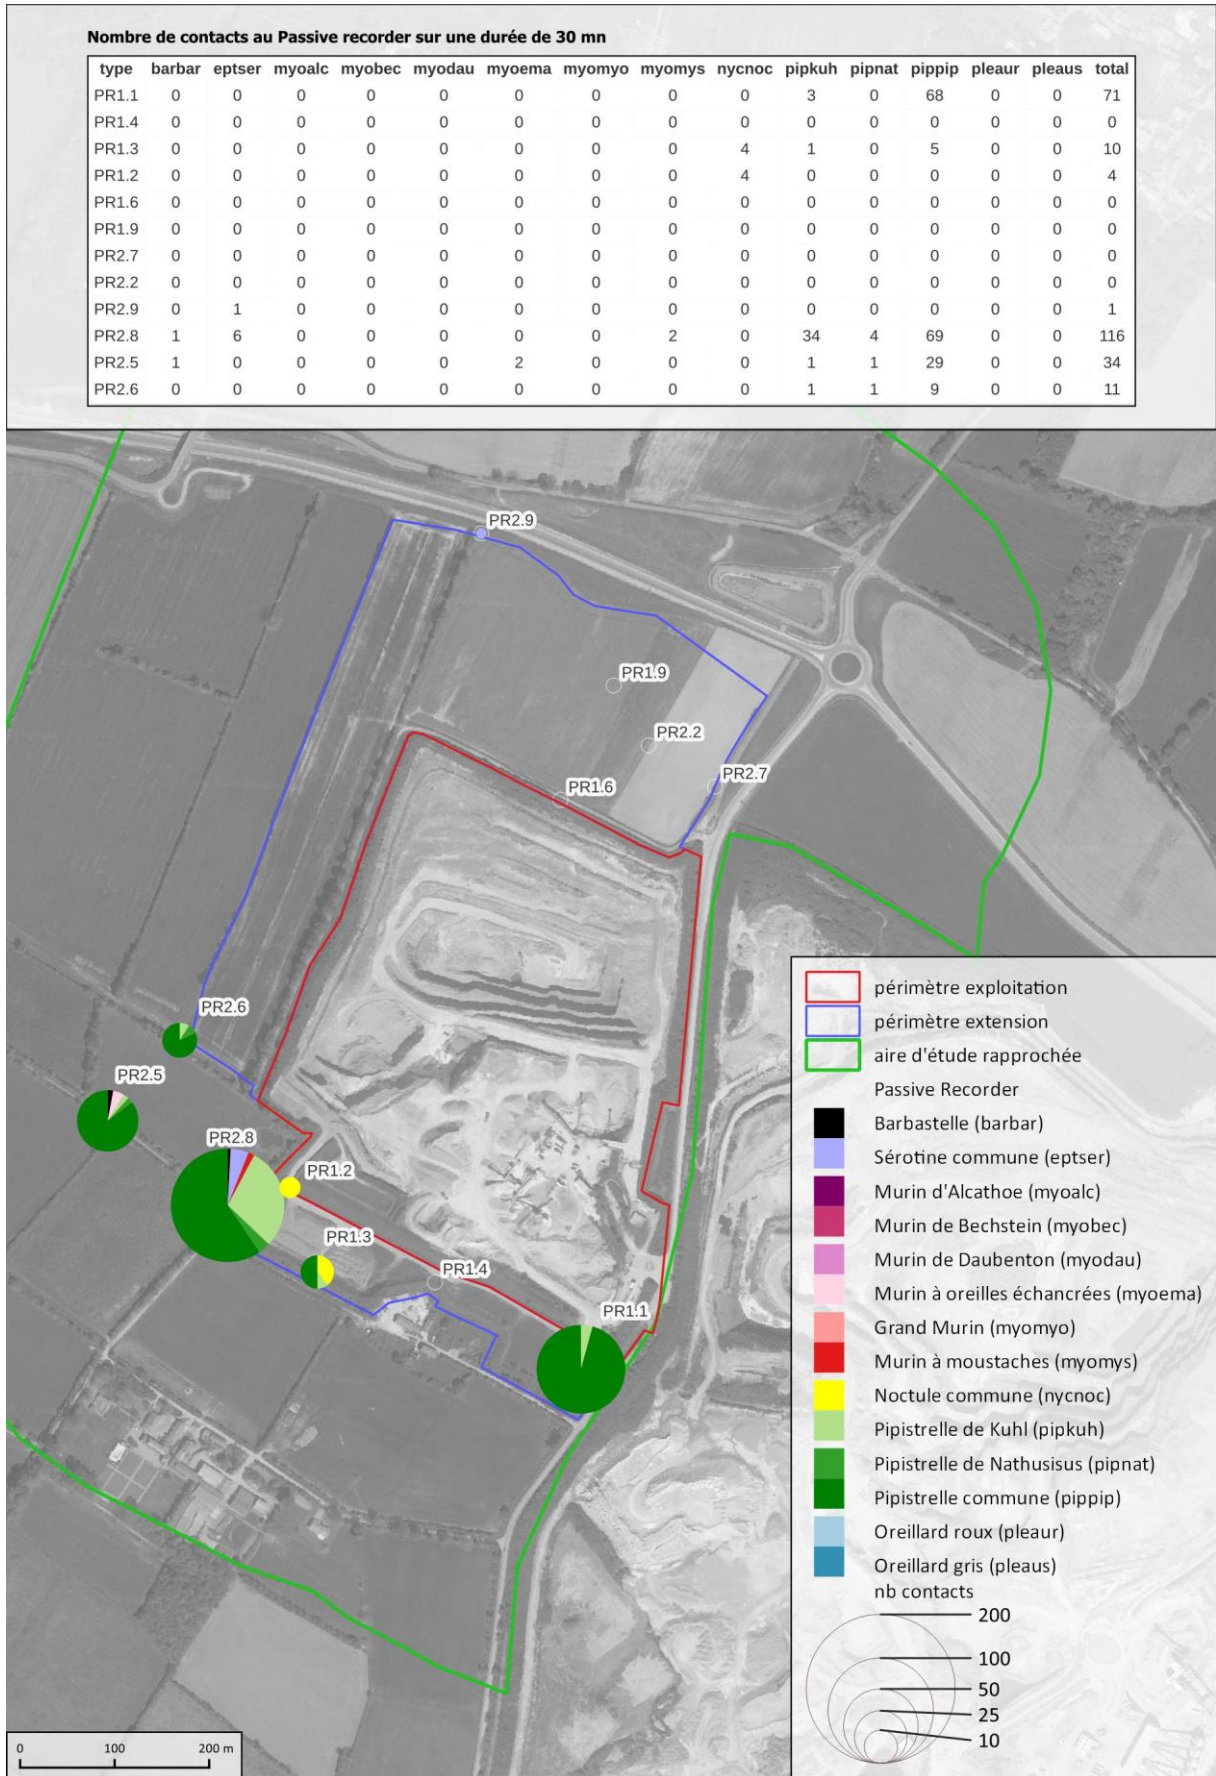 Nombre de contacts au Passive recorder sur une durée de 30 mn
type barbar eptser myoalc myobec myodau myoema myomyo myomys nycnoc pipkuh pipnat pippip pleaur pleaus total
PR1.1 0 0 0 0 0 0 0 0 0 3 0 68 0 0 71
PR1.4 0 0 0 0 0 0 0 0 0 0 0 0 0 0 0
PR1.3 0 0 0 0 0 0 0 0 4 1 0 5 0 0 10
PR1.2 0 0 0 0 0 0 0 0 4 0 0 0 0 0 4
PR1.6 0 0 0 0 0 0 0 0 0 0 0 0 0 0 0
PR1.9 0 0 0 0 0 0 0 0 0 0 0 0 0 0 0
PR2.7 0 0 0 0 0 0 0 0 0 0 0 0 0 0 0
PR2.2 0 0 0 0 0 0 0 0 0 0 0 0 0 0 0
PR2.9 0 1 0 0 0 0 0 0 0 0 0 0 0 0 1
PR2.8 1 6 0 0 0 0 0 2 0 34 4 69 0 0 116
PR2.5 1 0 0 0 0 2 0 0 0 1 1 29 0 0 34
PR2.6 0 0 0 0 0 0 0 0 0 1 1 9 0 0 11
PR2.9
PR1.9
PR2.2
PR2.7
PR1.6
PR2.6
PR2.5
PR2.8
PR1.2
PR1.3
PR1.4
PR1.1
périmètre exploitation
périmètre extension
aire d'étude rapprochée
Passive Recorder
Barbastelle (barbar)
Sérotine commune (eptser)
Murin d'Alcathoe (myoalc)
Murin de Bechstein (myobec)
Murin de Daubenton (myodau)
Murin à oreilles échancrées (myoema)
Grand Murin (myomyo)
Murin à moustaches (myomys)
Noctule commune (nycnoc)
Pipistrelle de Kuhl (pipkuh)
Pipistrelle de Nathusisus (pipnat)
Pipistrelle commune (pippip)
Oreillard roux (pleaur)
Oreillard gris (pleaus)
nb contacts
200
100
50
25
10
0 100 200 m